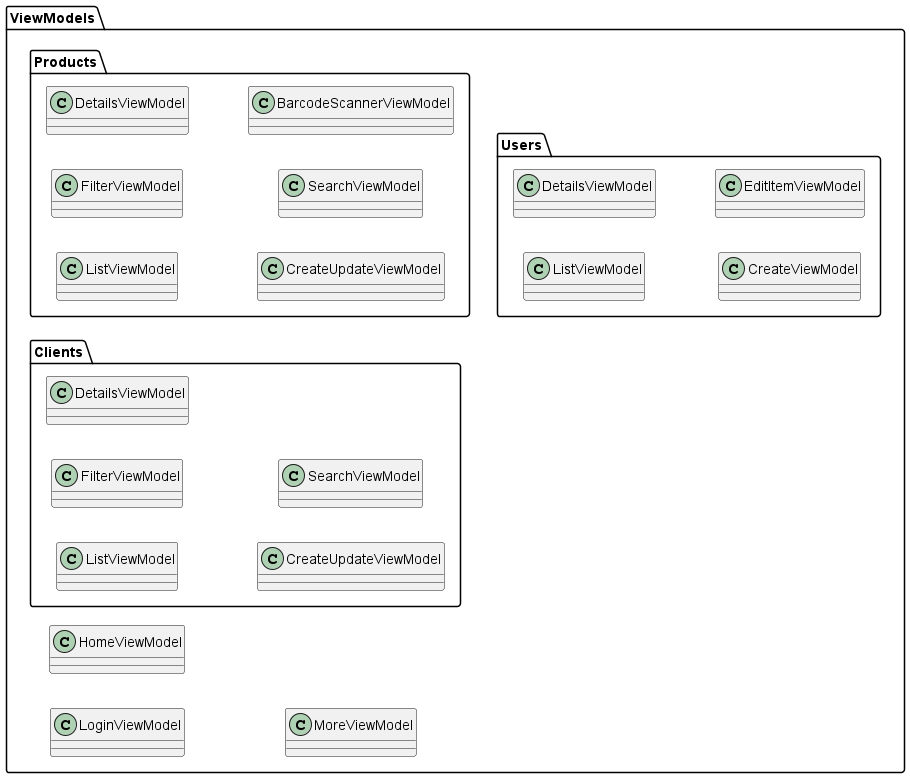 ViewModels
Products
C DetailsViewModel
C BarcodeScannerViewModel
C FilterViewModel
C SearchViewModel
C ListViewModel
C CreateUpdateViewModel
Users
C DetailsViewModel
C EditItemViewModel
C ListViewModel
C CreateViewModel
Clients
C DetailsViewModel
C FilterViewModel
C SearchViewModel
C ListViewModel
C CreateUpdateViewModel
C HomeViewModel
C LoginViewModel
C MoreViewModel